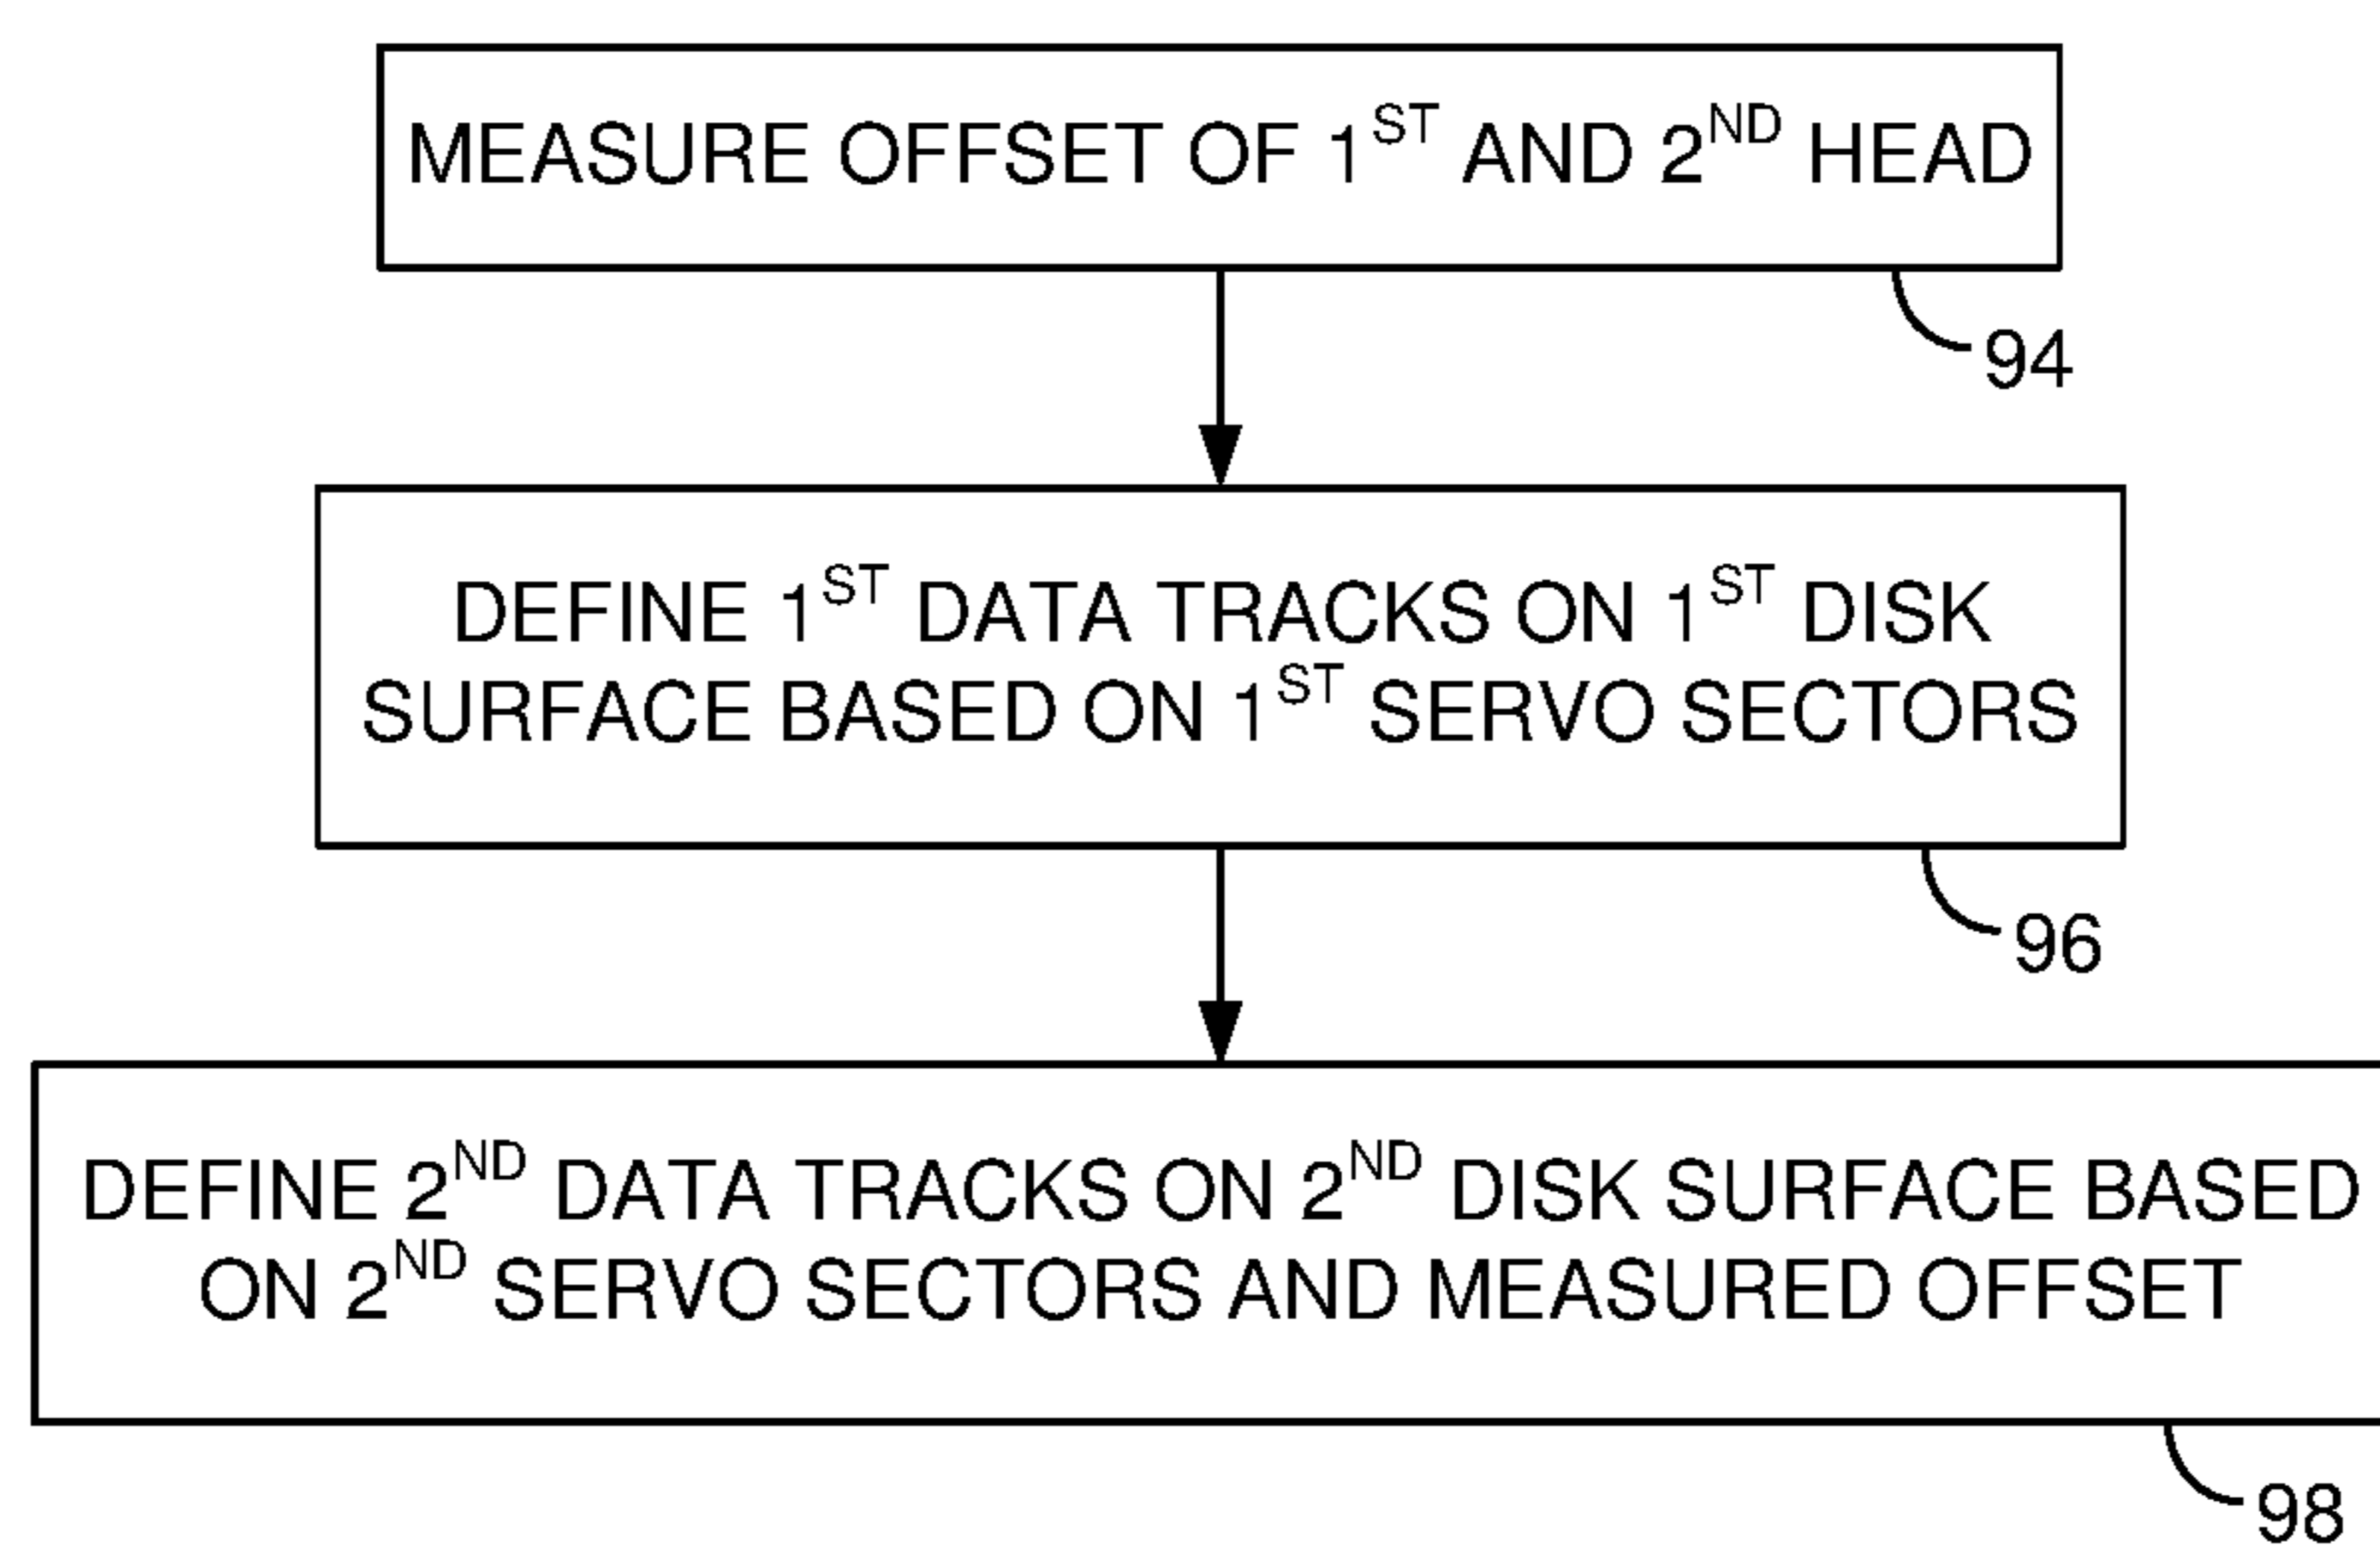 MEASURE OFFSET OF 1ST AND 2ND HEAD
94
DEFINE 1ST DATA TRACKS ON 1ST DISK
SURFACE BASED ON 1ST SERVO SECTORS
96
DEFINE 2ND DATA TRACKS ON 2ND DISK SURFACE BASED
ON 2ND SERVO SECTORS AND MEASURED OFFSET
98